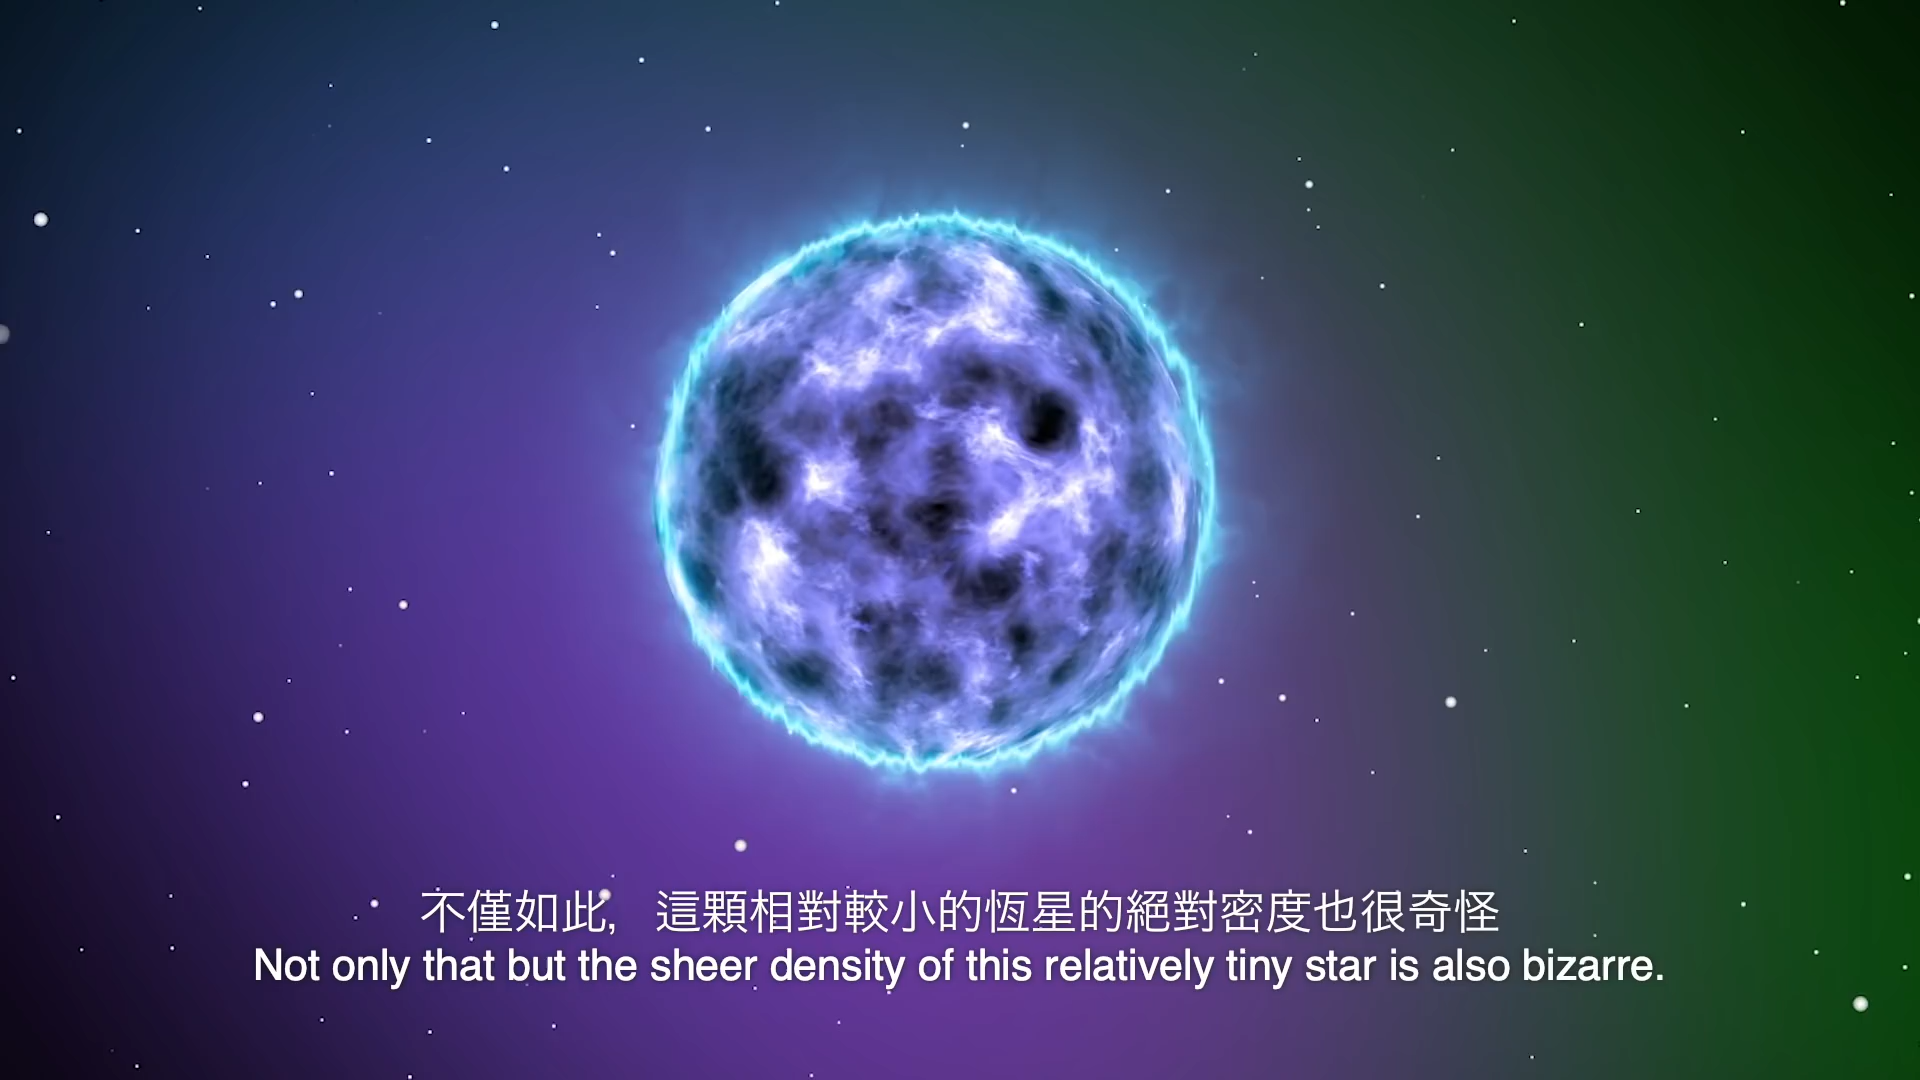 不僅如此, 這顆相對較小的恆星的絕對密度也很奇怪
Not only that but the sheer density of this relatively tiny star is also bizarre.